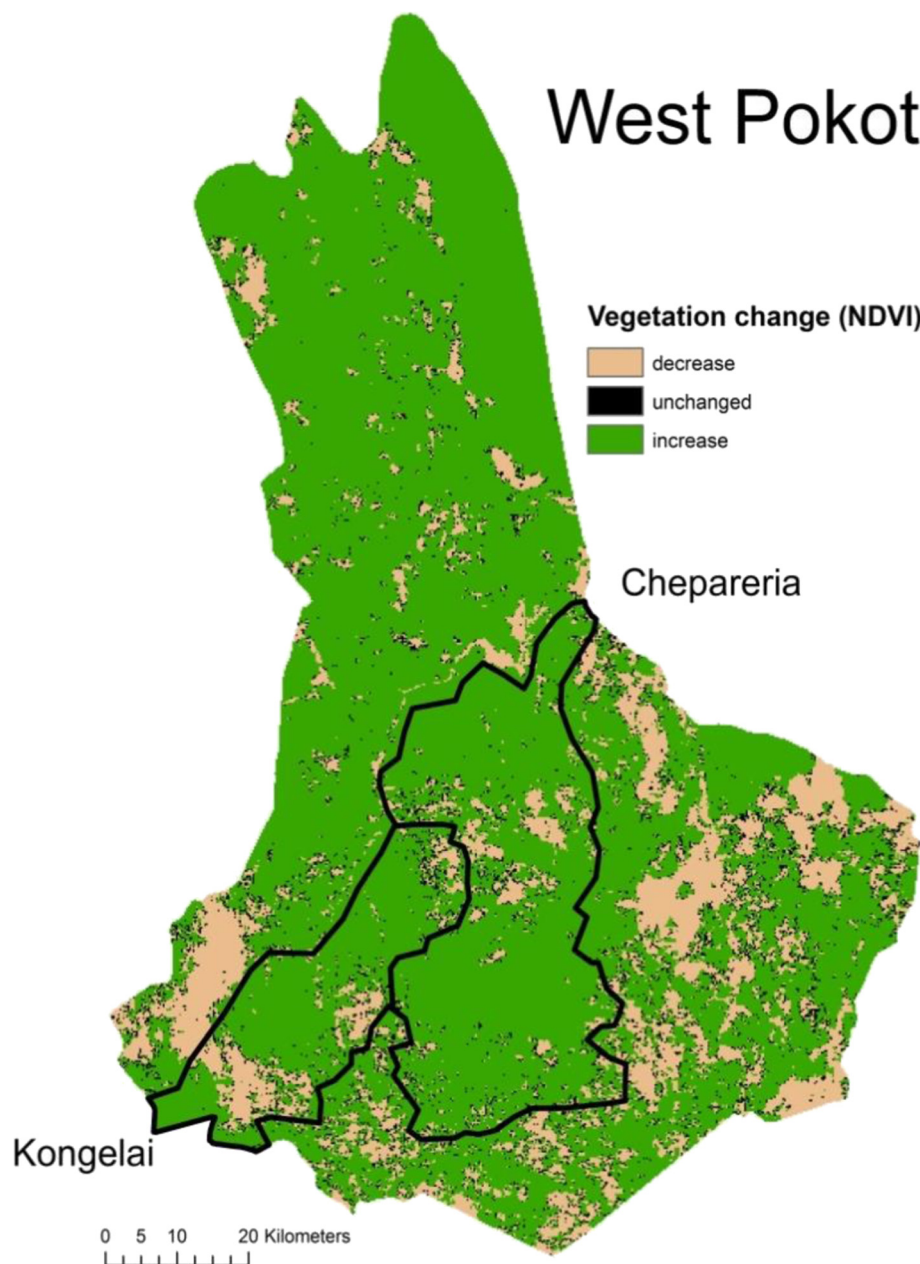 West Pokot
Vegetation change (NDVI)
decrease
unchanged
increase
Chepareria
Kongelai
0 5 10 20 Kilometers